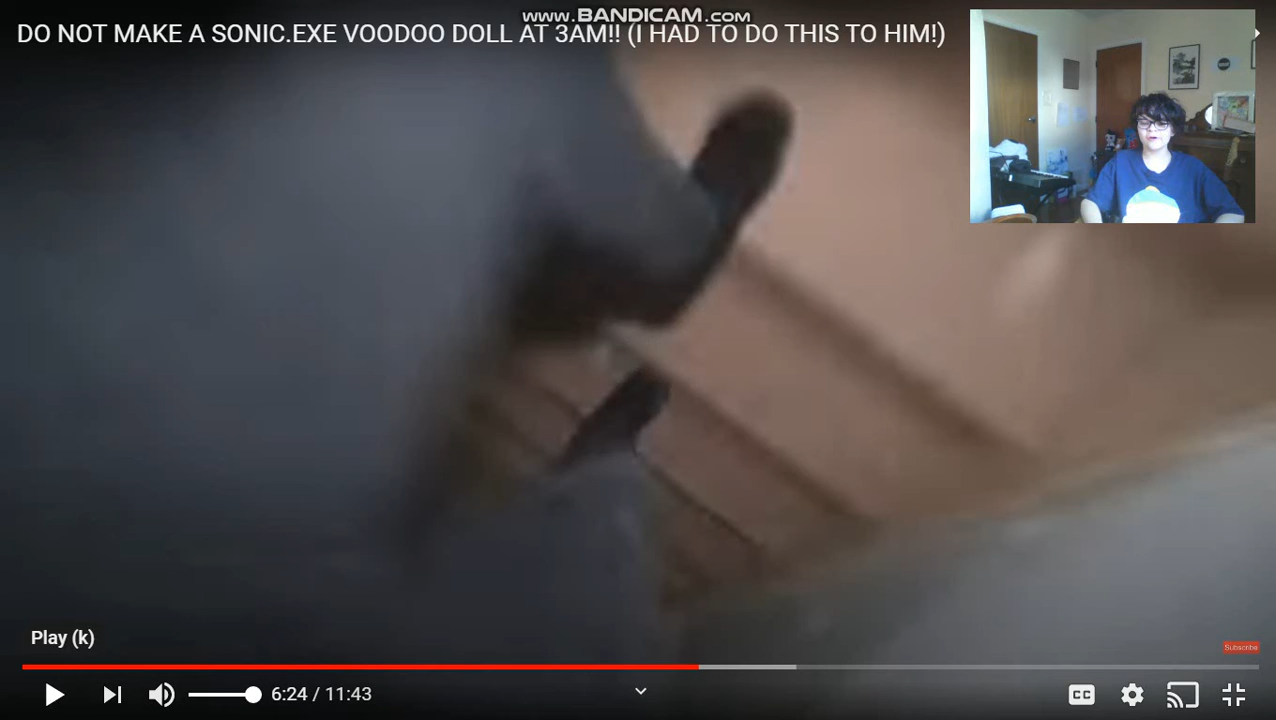 www.BANDICAM.com
DO NOT MAKE A SONIC.EXE VOODOO DOLL AT 3AM!! (I HAD TO DO THIS TO HIM!)
Play (k)
Subscribe
6:24 / 11:43
CC